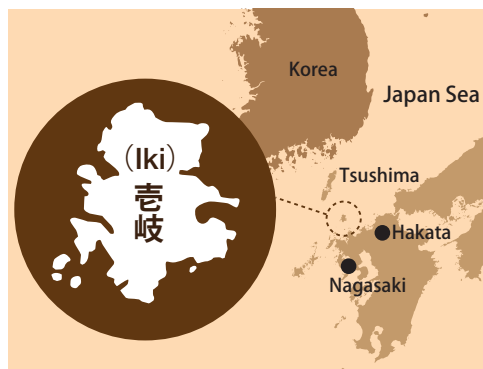 Korea
Japan Sea
Tsushima
(Iki)
壱岐
Hakata
Nagasaki